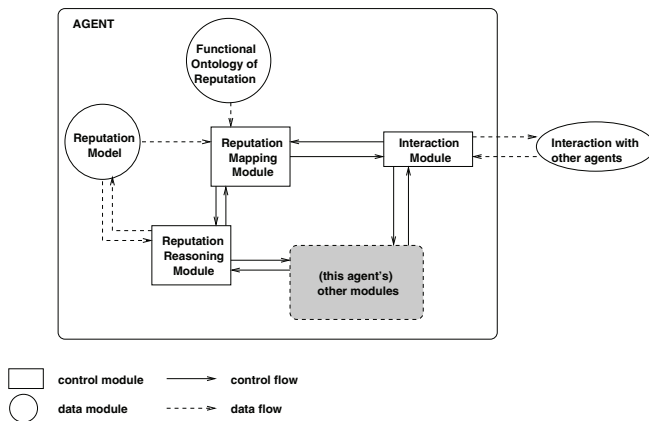 AGENT
Functional
Ontology of
Reputation
Reputation
Model
Reputation
Mapping
Module
Interaction
Module
Interaction with
other agents
Reputation
Reasoning
Module
(this agent's)
other modules
control module
control flow
data module
data flow